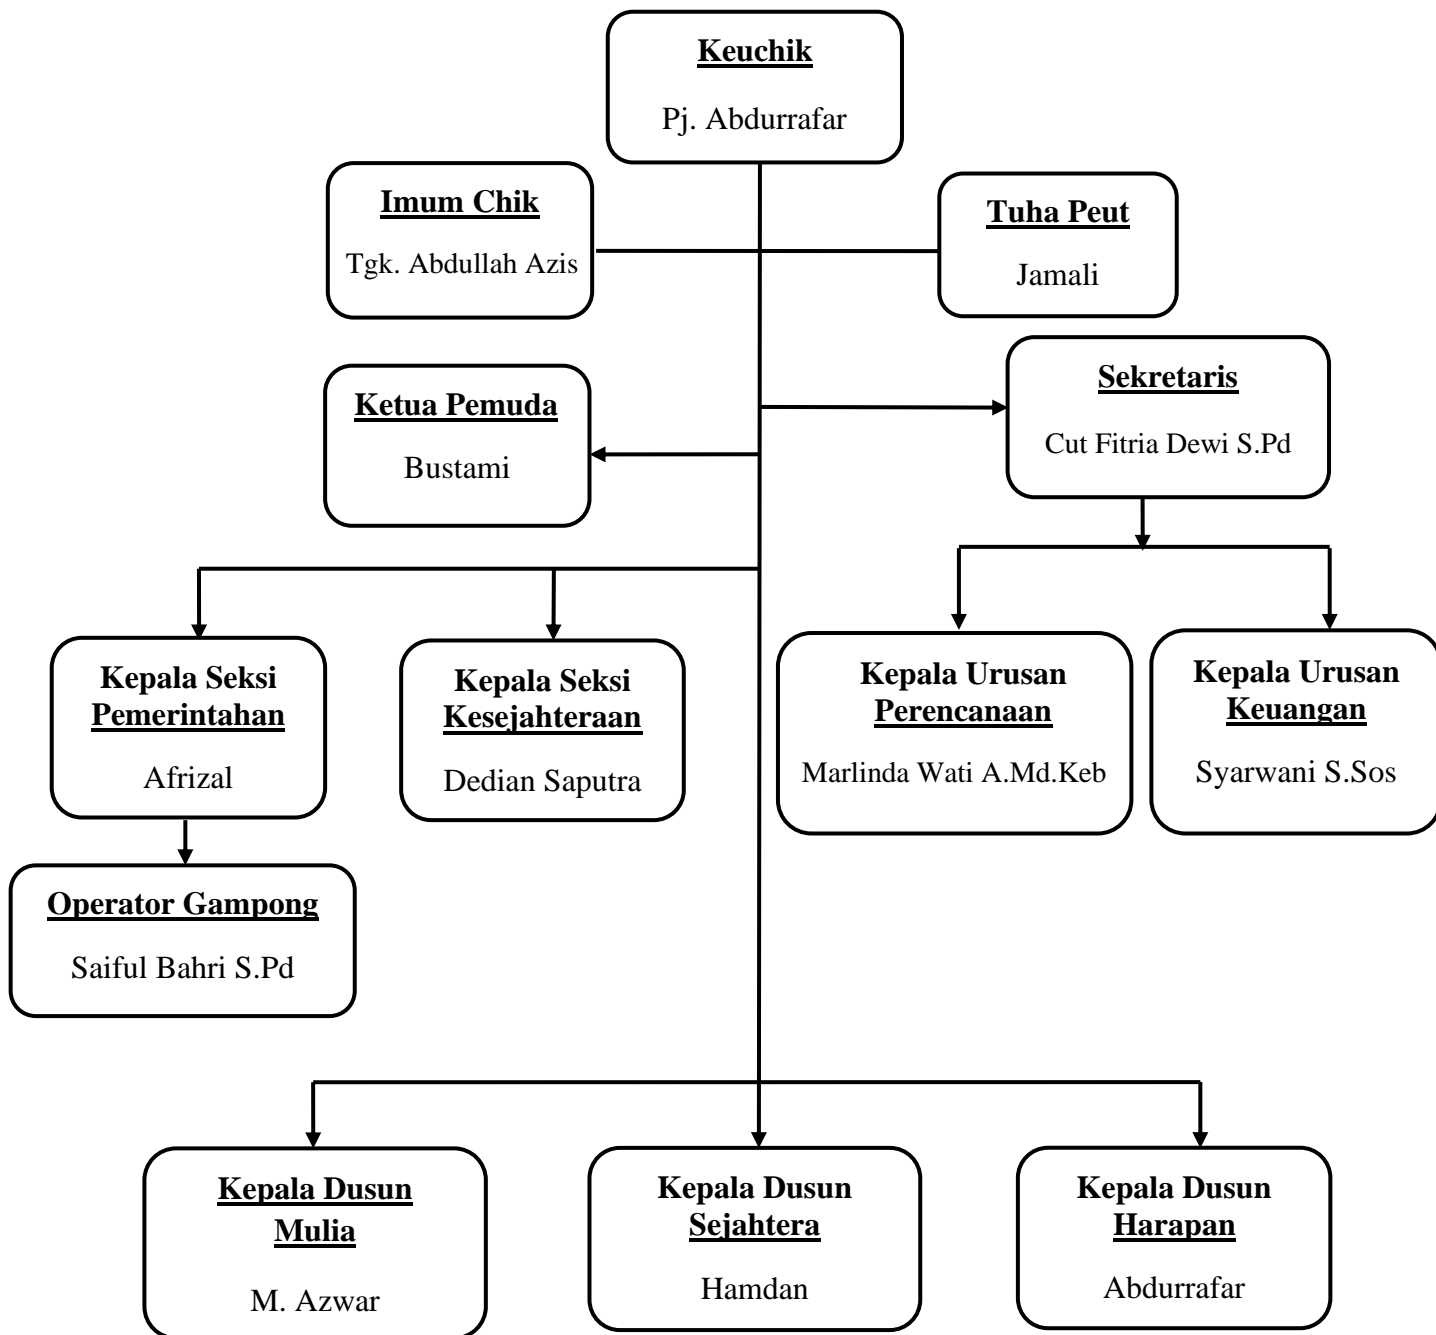 Keuchik
Pj. Abdurrafar
Imum Chik
Tgk. Abdullah Azis
Tuha Peut
Jamali
Ketua Pemuda
Bustami
Sekretaris
Cut Fitria Dewi S.Pd
Kepala Seksi
Pemerintahan
Afrizal
Kepala Seksi
Kesejahteraan
Dedian Saputra
Kepala Urusan
Perencanaan
Marlinda Wati A.Md.Keb
Kepala Urusan
Keuangan
Syarwani S.Sos
Operator Gampong
Saiful Bahri S.Pd
Kepala Dusun
Mulia
M. Azwar
Kepala Dusun
Sejahtera
Hamdan
Kepala Dusun
Harapan
Abdurrafar